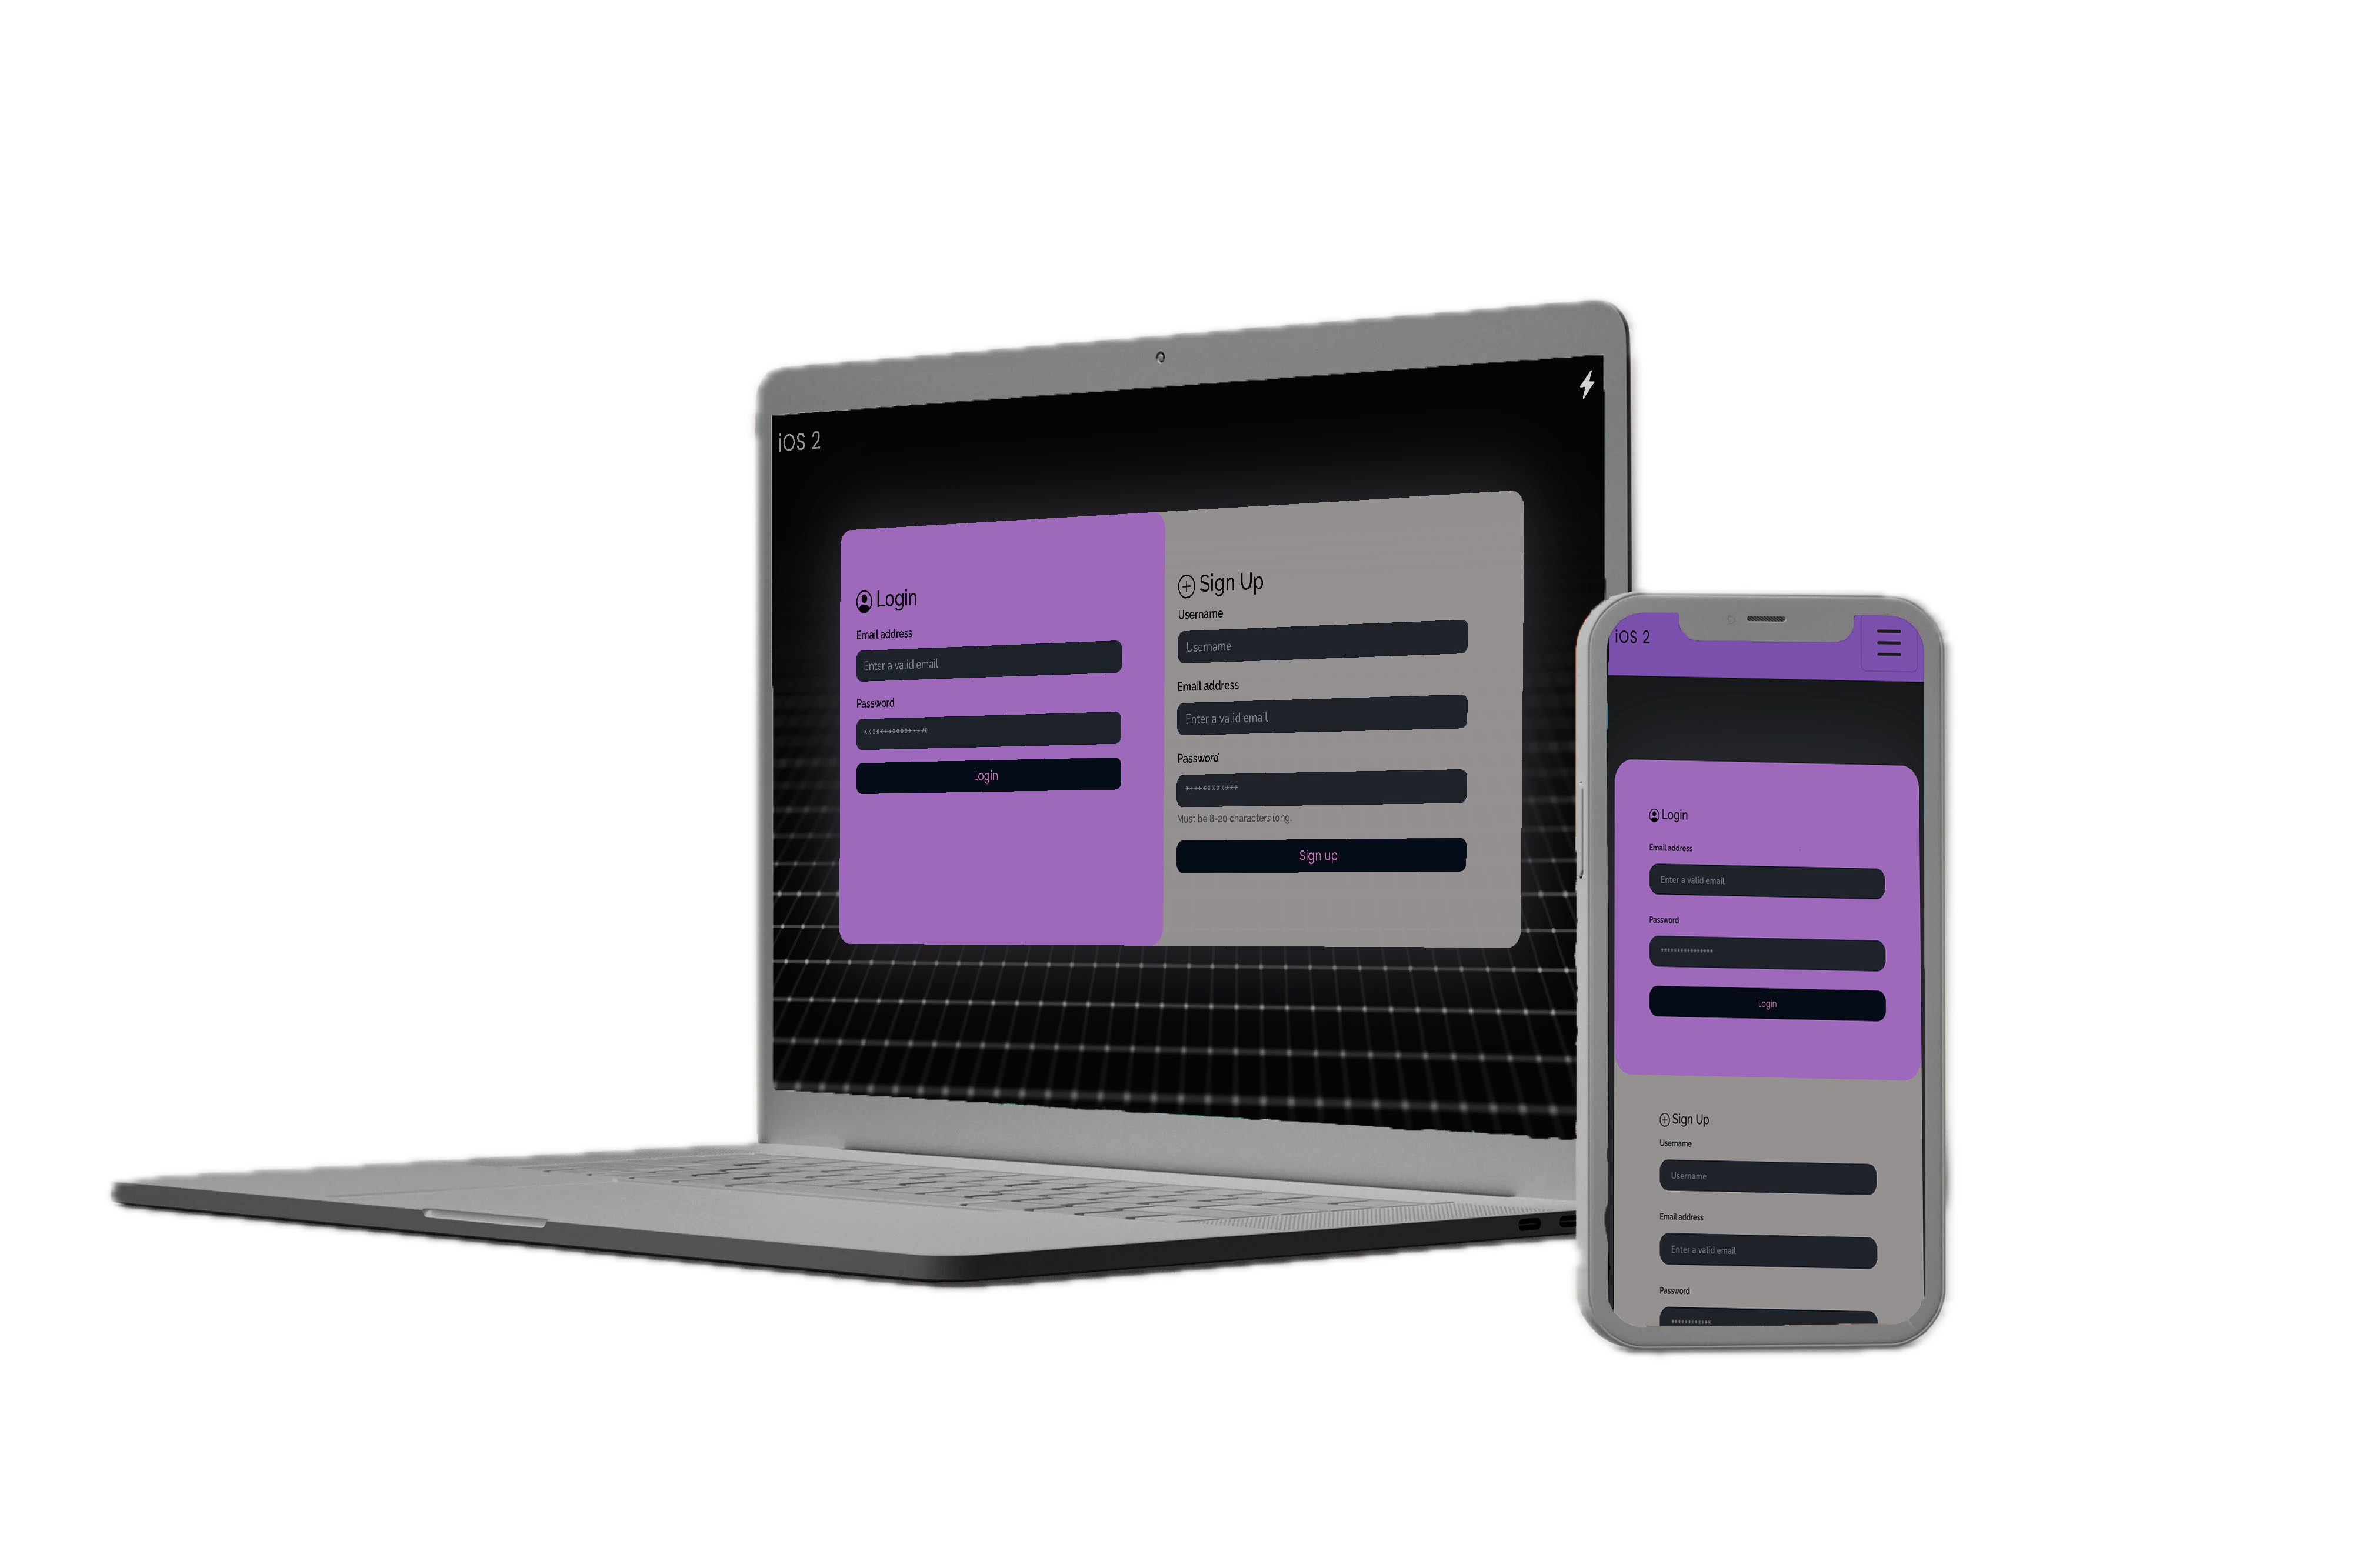 iOS 2
Login
Email address
Enter a valid email
Password
***************
Login
Sign Up
Username
Username
Email address
Enter a valid email
Password
************
Must be 8-20 characters long.
Sign up
iOS 2
Login
Email address
Enter a valid email
Password
***************
Login
Sign Up
Username
Username
Email address
Enter a valid email
Password
************